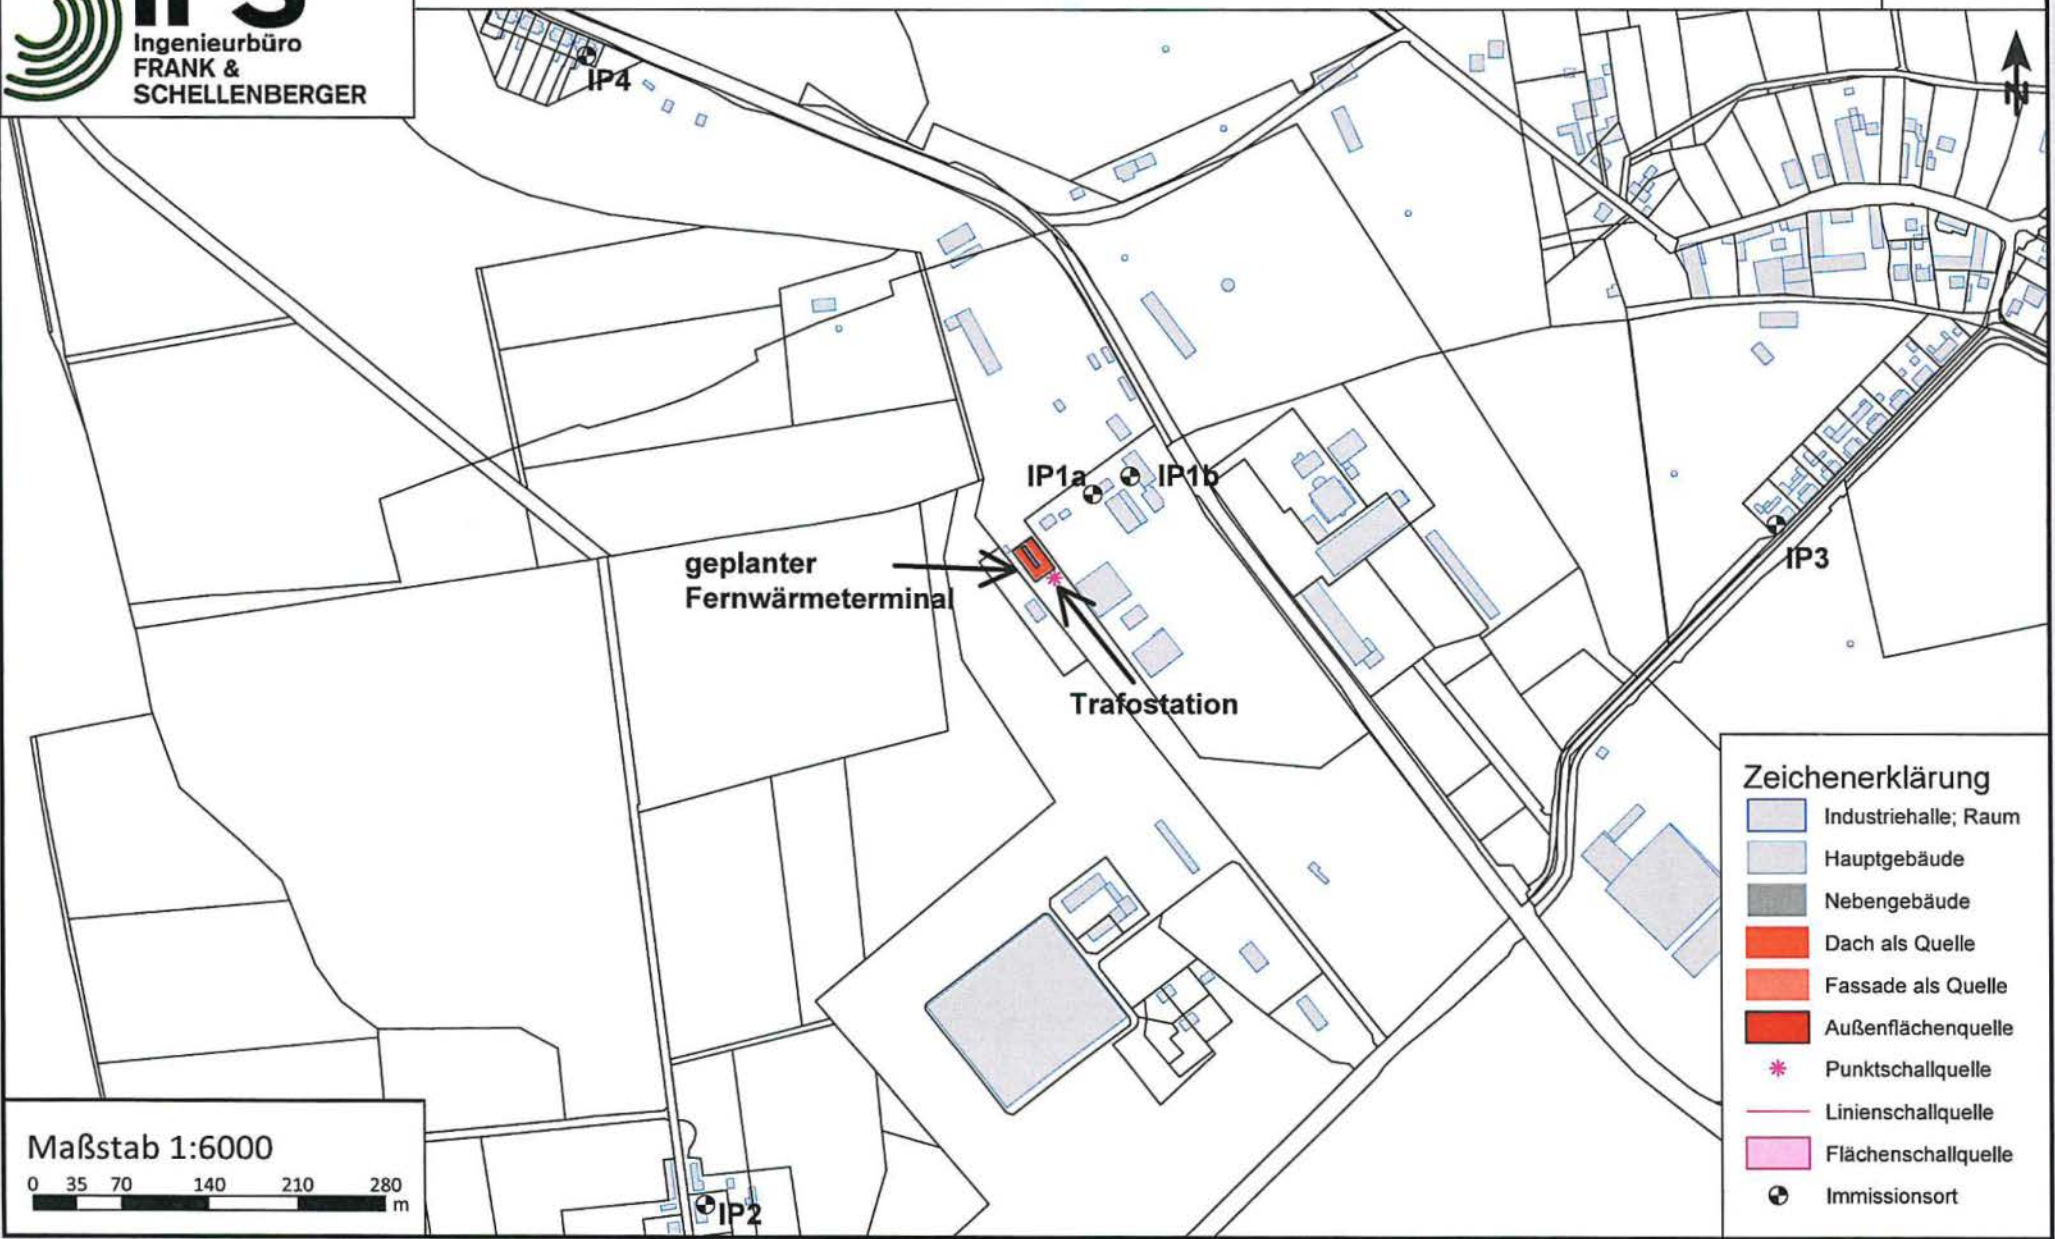 IPS
Ingenieurbüro
FRANK &
SCHELLENBERGER
IP4
N
IP1a
IP1b
IP3
geplanter
Fernwärmeterminal
Trafostation
IP2
Zeichenerklärung
Industriehalle; Raum
Hauptgebäude
Nebengebäude
Dach als Quelle
Fassade als Quelle
Außenflächenquelle
Punktschallquelle
Linienschallquelle
Flächenschallquelle
Immissionsort
Maßstab 1:6000
0 35 70 140 210 280
m